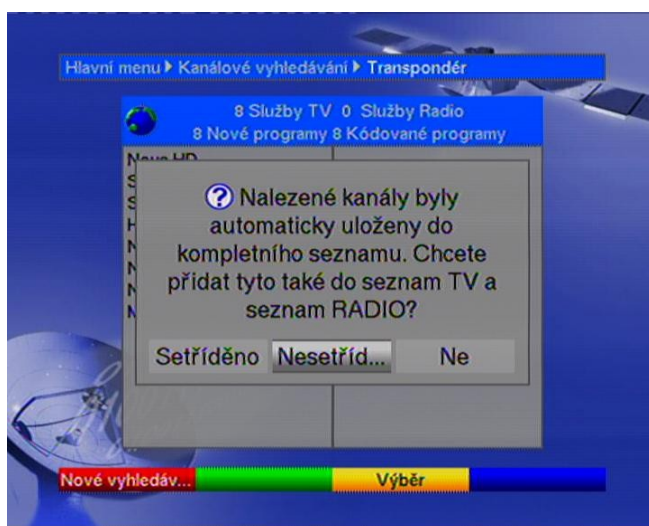 Hlavní menu Kanálové vyhledávání Transpondér
8 Služby TV 0 Služby Radio
8 Nové programy 8 Kódované programy
Nova HD
Nalezené kanály byly
automaticky uloženy do
kompletního seznamu. Chcete
přidat tyto také do seznam TV a
seznam RADIO?
Setříděno Nesetříd... Ne
Nové vyhledáv... Výběr